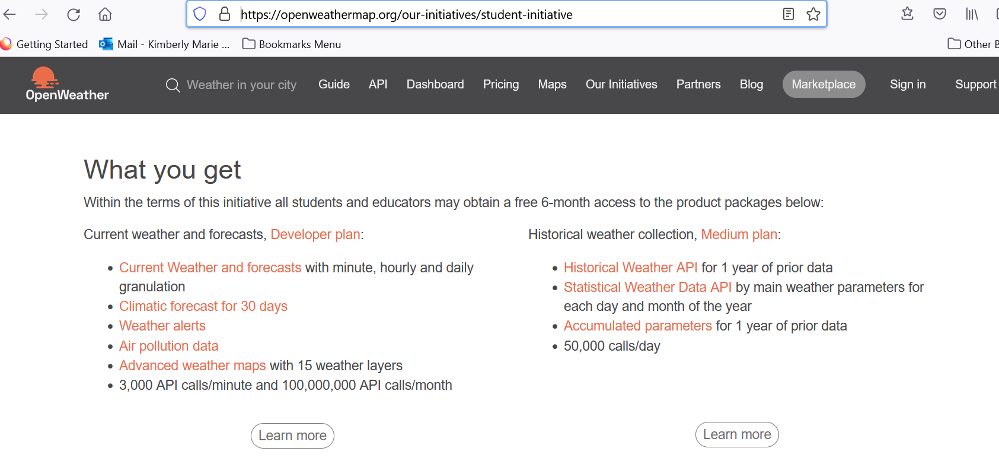 https://openweathermap.org/our-initiatives/student-initiative
Getting Started
Mail - Kimberly Marie ...
Bookmarks Menu
Other B
OpenWeather
Weather in your city
Guide
API
Dashboard
Pricing
Maps
Our Initiatives
Partners
Blog
Marketplace
Sign in
Support
What you get
Within the terms of this initiative all students and educators may obtain a free 6-month access to the product packages below:
Current weather and forecasts, Developer plan:
• Current Weather and forecasts with minute, hourly and daily
granulation
• Climatic forecast for 30 days
• Weather alerts
• Air pollution data
• Advanced weather maps with 15 weather layers
• 3,000 API calls/minute and 100,000,000 API calls/month
Learn more
Historical weather collection, Medium plan:
• Historical Weather API for 1 year of prior data
• Statistical Weather Data API by main weather parameters for
each day and month of the year
• Accumulated parameters for 1 year of prior data
• 50,000 calls/day
Learn more